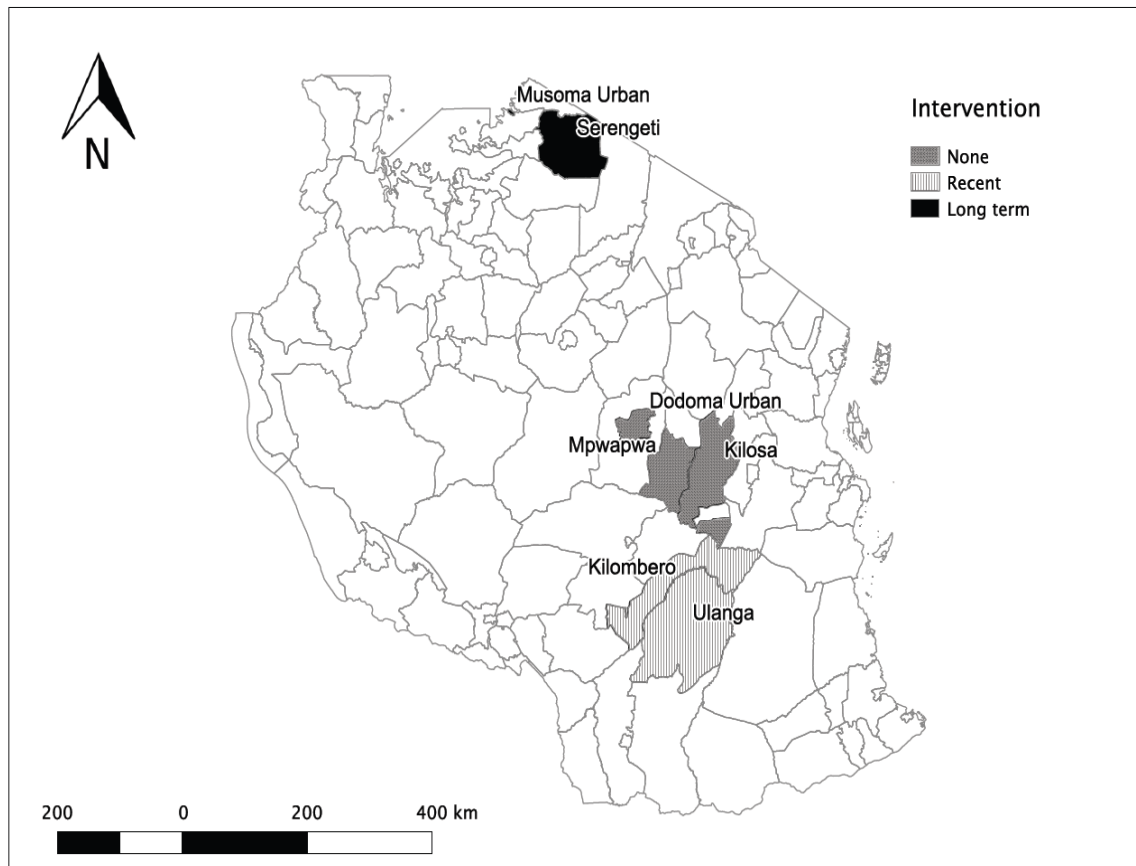 N
Musoma Urban
Serengeti
Intervention
None
Recent
Long term
Dodoma Urban
Mpwapwa
Kilosa
Kilombero
Ulanga
200 0 200 400 km